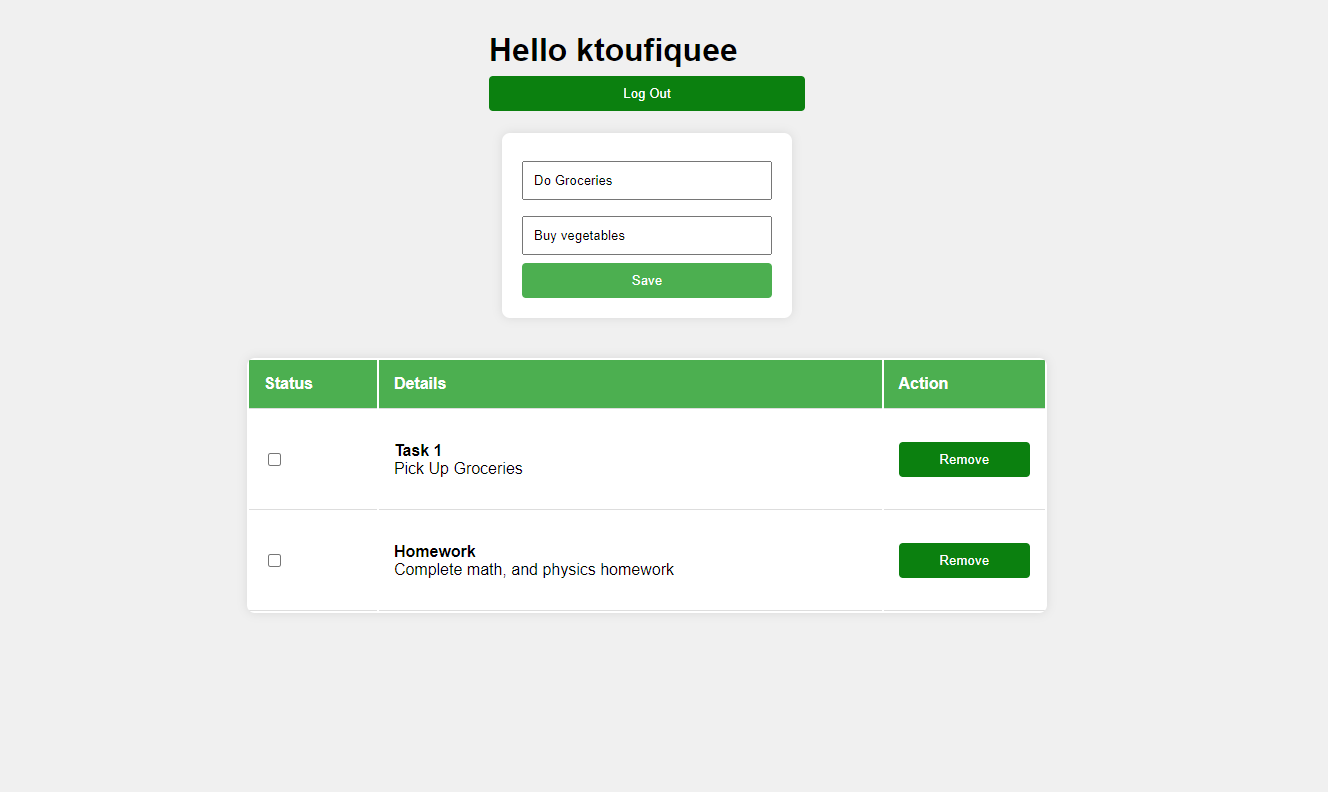 Hello ktoufiquee
Log Out
Do Groceries
Buy vegetables
Save
Status Details Action
Task 1
Pick Up Groceries
Remove
Homework
Complete math, and physics homework
Remove